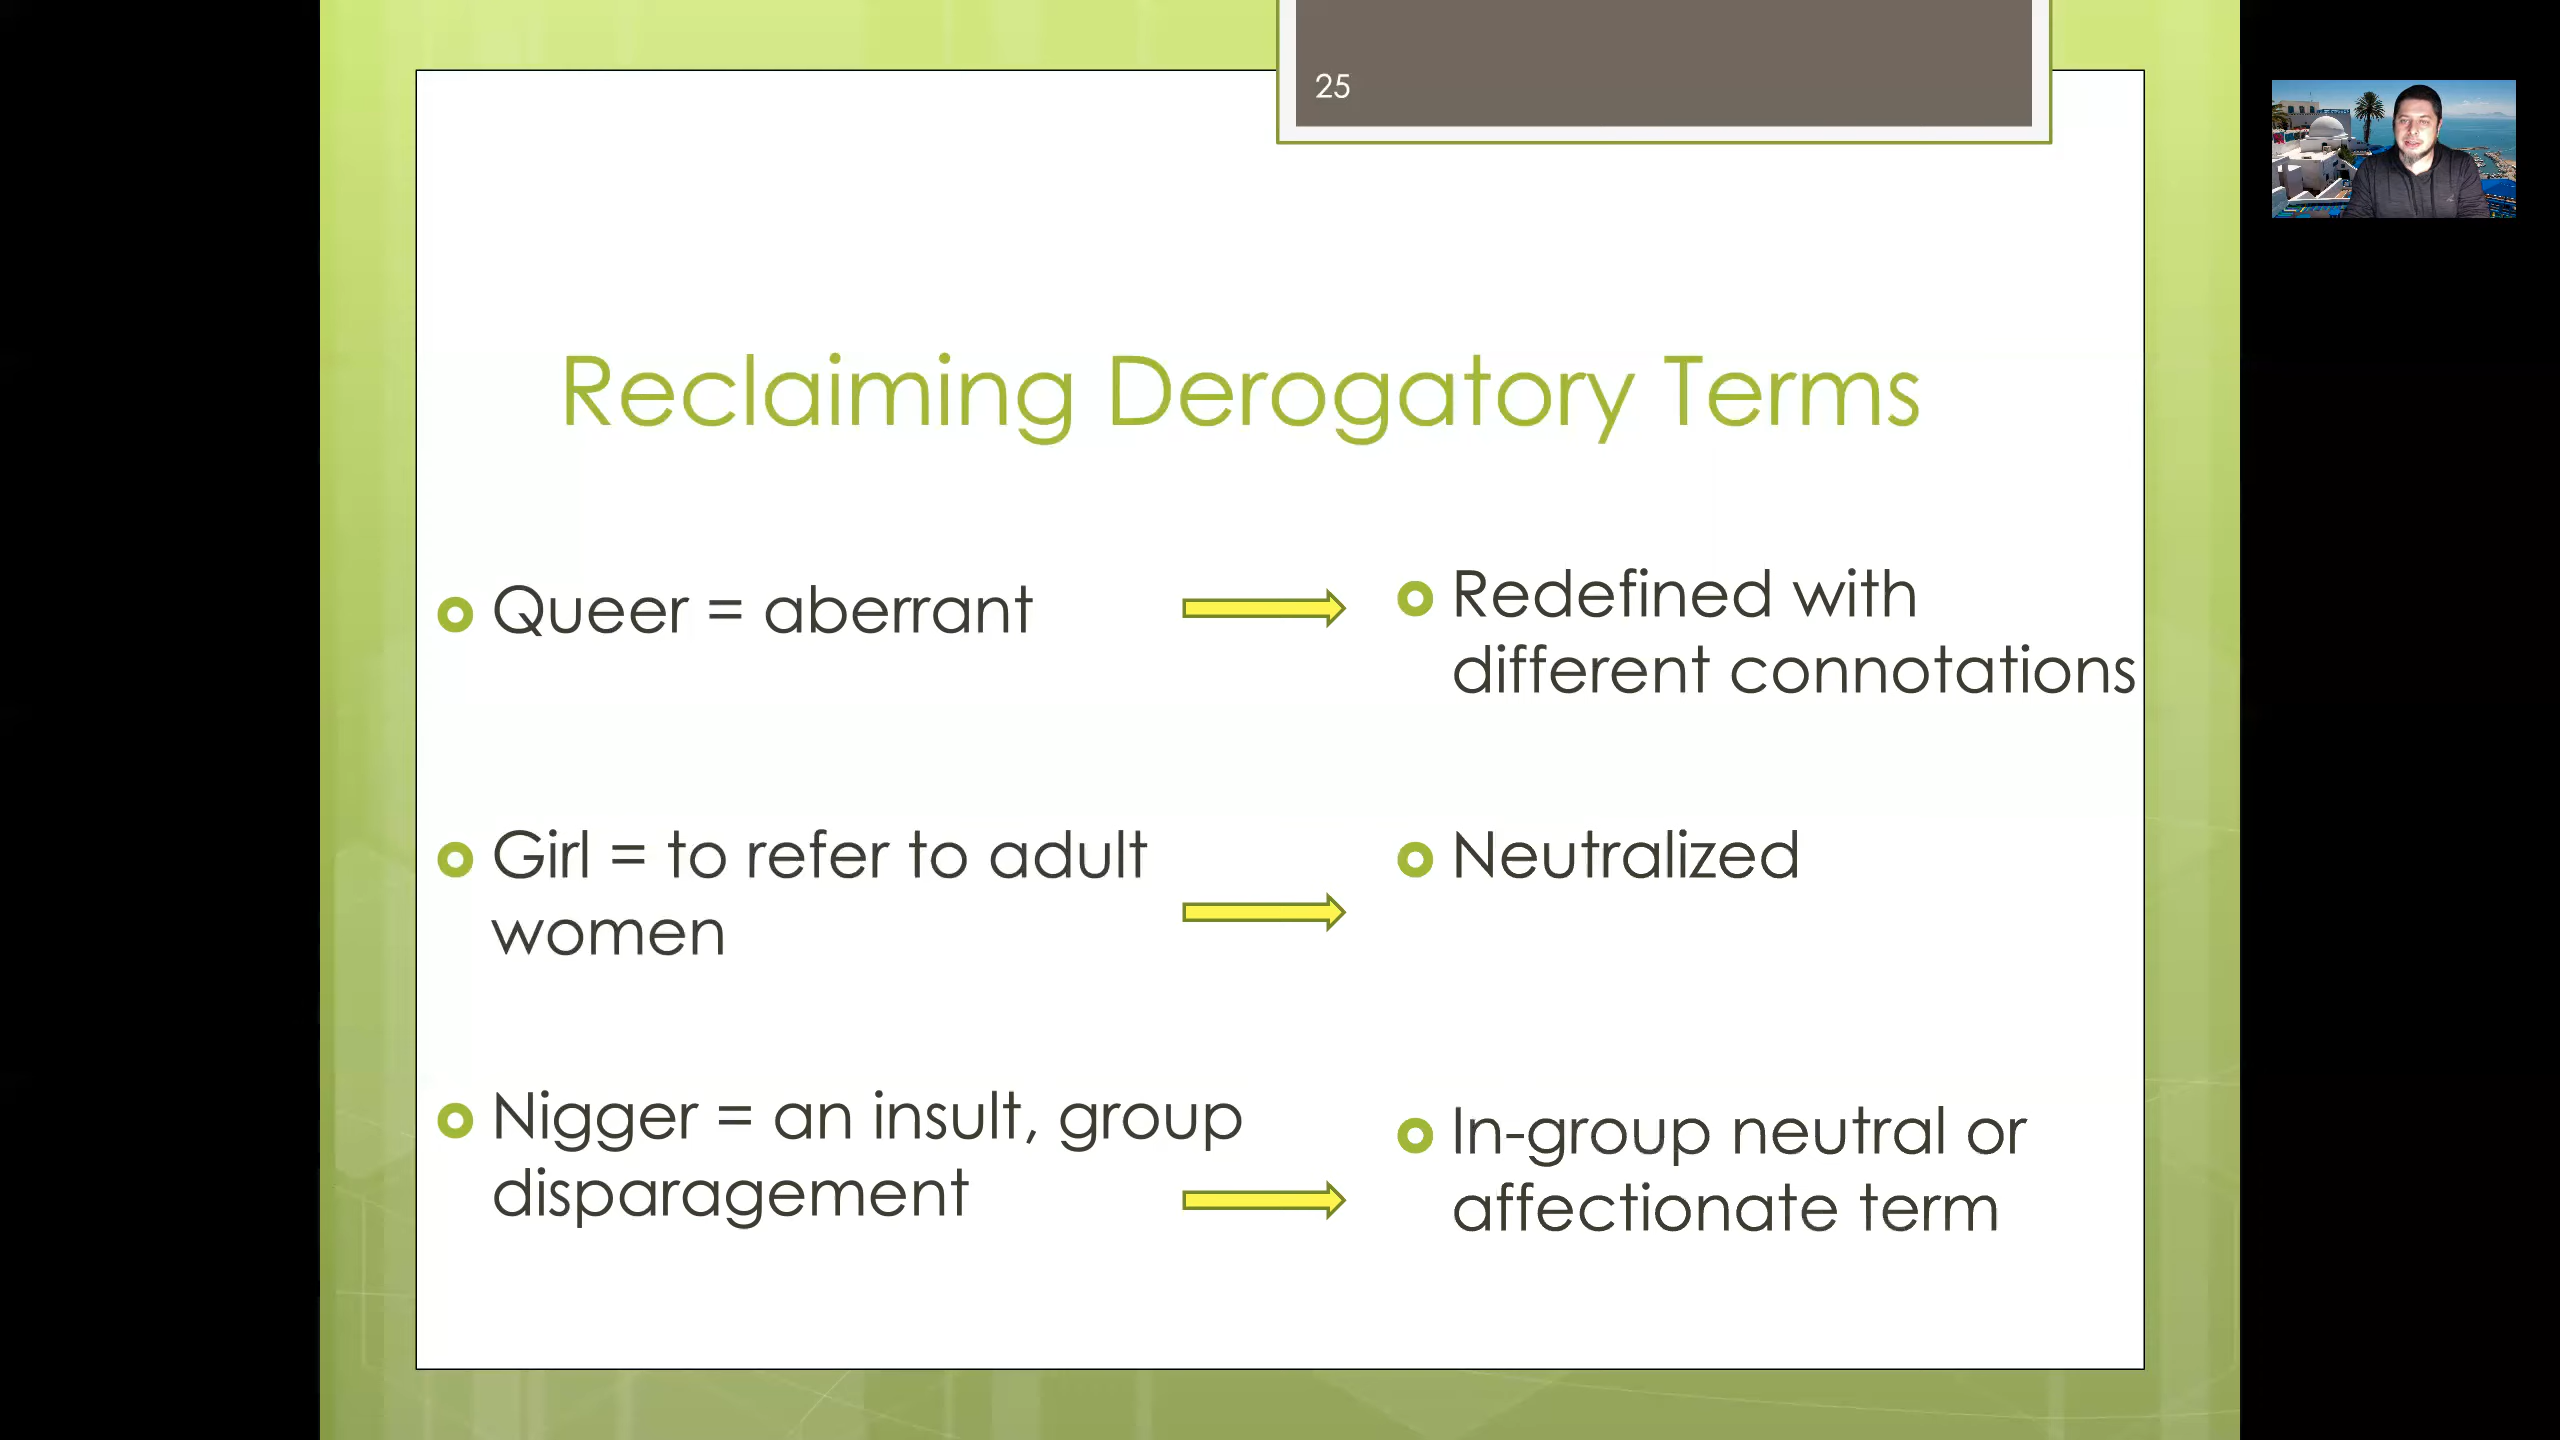 25
Reclaiming Derogatory Terms
Queer = aberrant
Redefined with
different connotations
Girl = to refer to adult
women
Neutralized
Nigger = an insult, group
disparagement
In-group neutral or
affectionate term